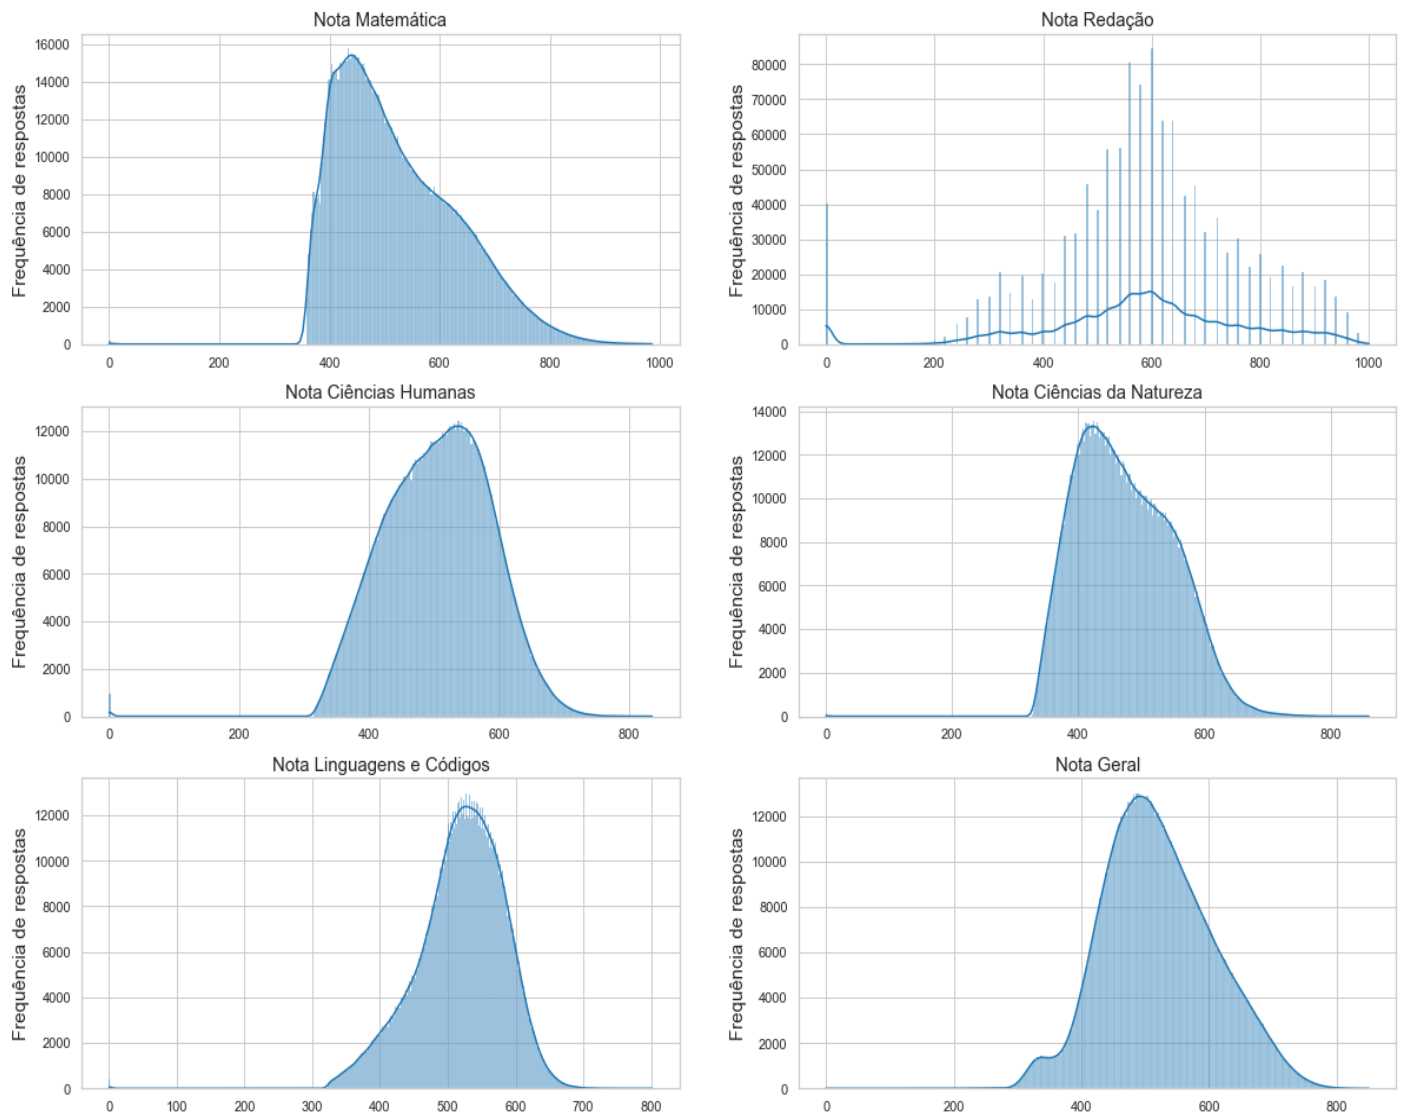 Nota Matemática
Frequência de respostas
16000
14000
12000
10000
8000
6000
4000
2000
0
0 200 400 600 800 1000
Nota Redação
Frequência de respostas
80000
70000
60000
50000
40000
30000
20000
10000
0
0 200 400 600 800 1000
Nota Ciências Humanas
Frequência de respostas
12000
10000
8000
6000
4000
2000
0
0 200 400 600 800
Nota Ciências da Natureza
Frequência de respostas
14000
12000
10000
8000
6000
4000
2000
0
0 200 400 600 800
Nota Linguagens e Códigos
Frequência de respostas
12000
10000
8000
6000
4000
2000
0
0 100 200 300 400 500 600 700 800
Nota Geral
Frequência de respostas
12000
10000
8000
6000
4000
2000
0
0 200 400 600 800